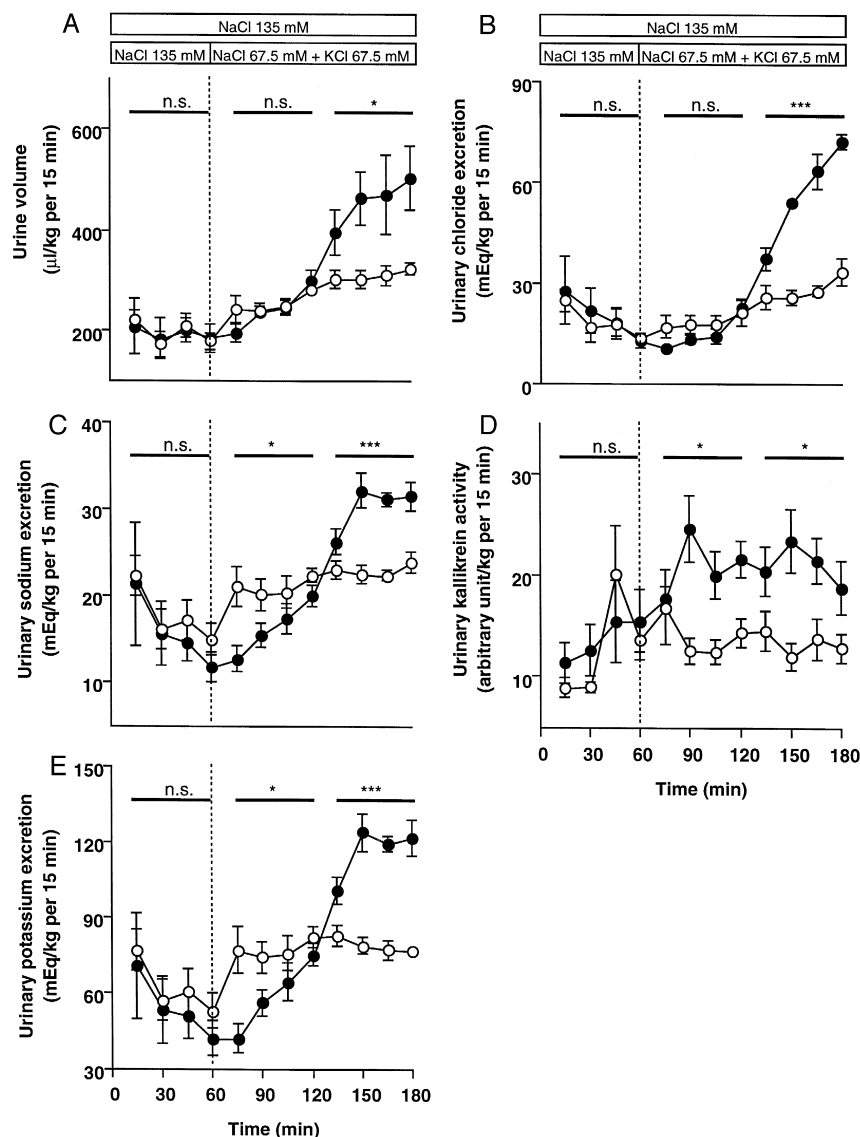 A
NaCl 135 mM
NaCl 135 mM NaCl 67.5 mM + KCl 67.5 mM
n.s. n.s. *
600
400
200
Urine volume
(μl/kg per 15 min)
B
NaCl 135 mM
NaCl 135 mM NaCl 67.5 mM + KCl 67.5 mM
n.s. n.s. ***
90
60
30
0
Urinary chloride excretion
(mEq/kg per 15 min)
C
n.s. * ***
40
30
20
10
Urinary sodium excretion
(mEq/kg per 15 min)
D
n.s. * *
30
20
10
Urinary kallikrein activity
(arbitrary unit/kg per 15 min)
0 30 60 90 120 150 180
Time (min)
E
n.s. * ***
150
120
90
60
30
Urinary potassium excretion
(mEq/kg per 15 min)
0 30 60 90 120 150 180
Time (min)